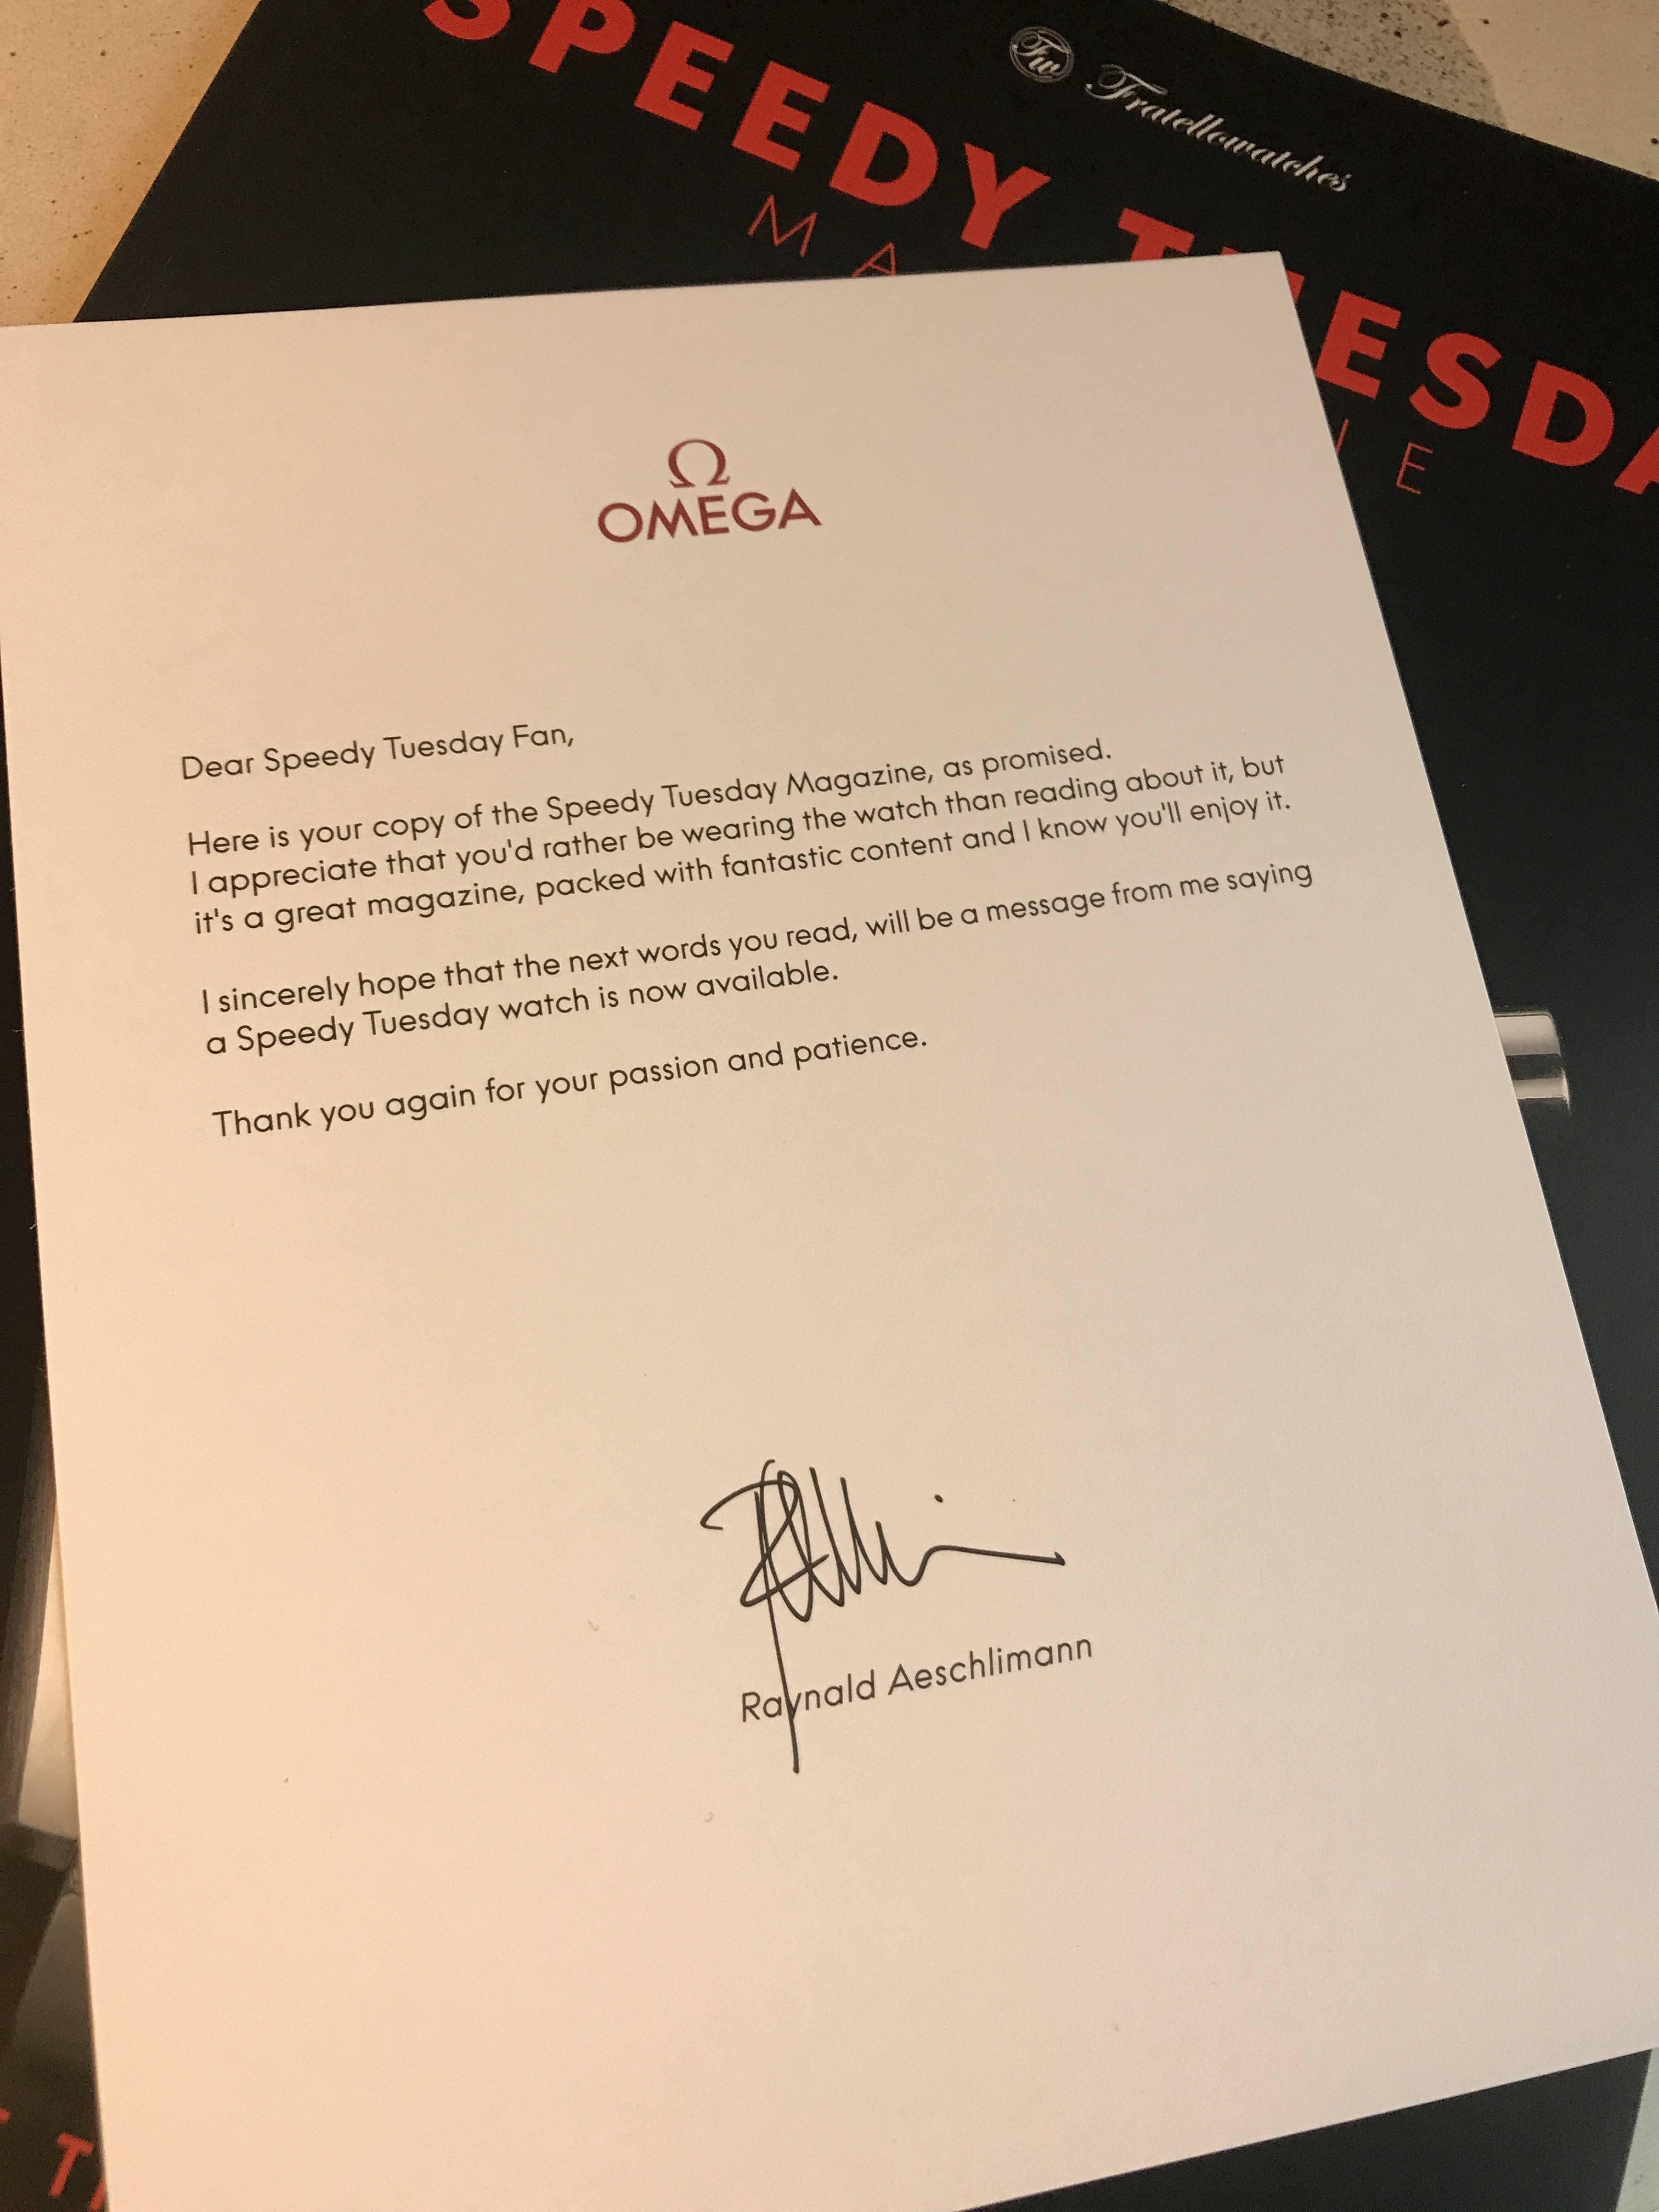 Fw Fratellowatches
SPEEDY TUESDA
MA
IE
Ω
OMEGA
Dear Speedy Tuesday Fan,
Here is your copy of the Speedy Tuesday Magazine, as promised.
I appreciate that you'd rather be wearing the watch than reading about it, but
it's a great magazine, packed with fantastic content and I know you'll enjoy it.
I sincerely hope that the next words you read, will be a message from me saying
a Speedy Tuesday watch is now available.
Thank you again for your passion and patience.
Raynald Aeschlimann